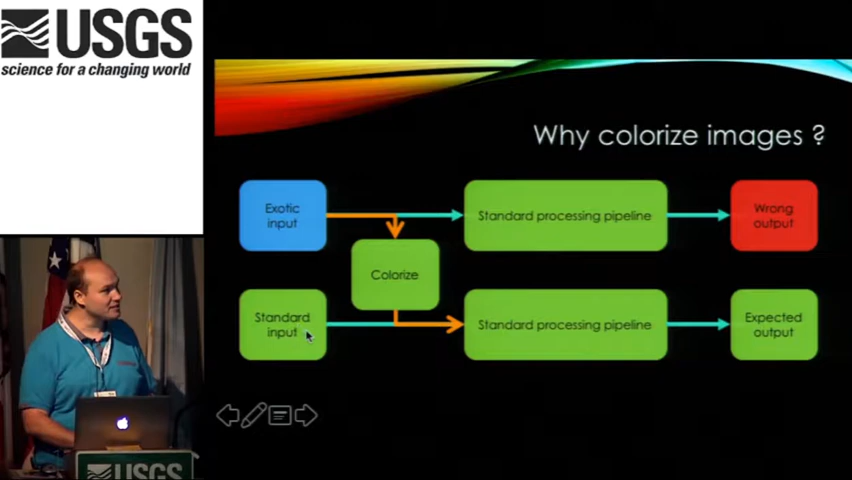 USGS
science for a changing world
Why colorize images ?
Exotic
input
Standard processing pipeline
Wrong
output
Colorize
Standard
input
Standard processing pipeline
Expected
output
USGS